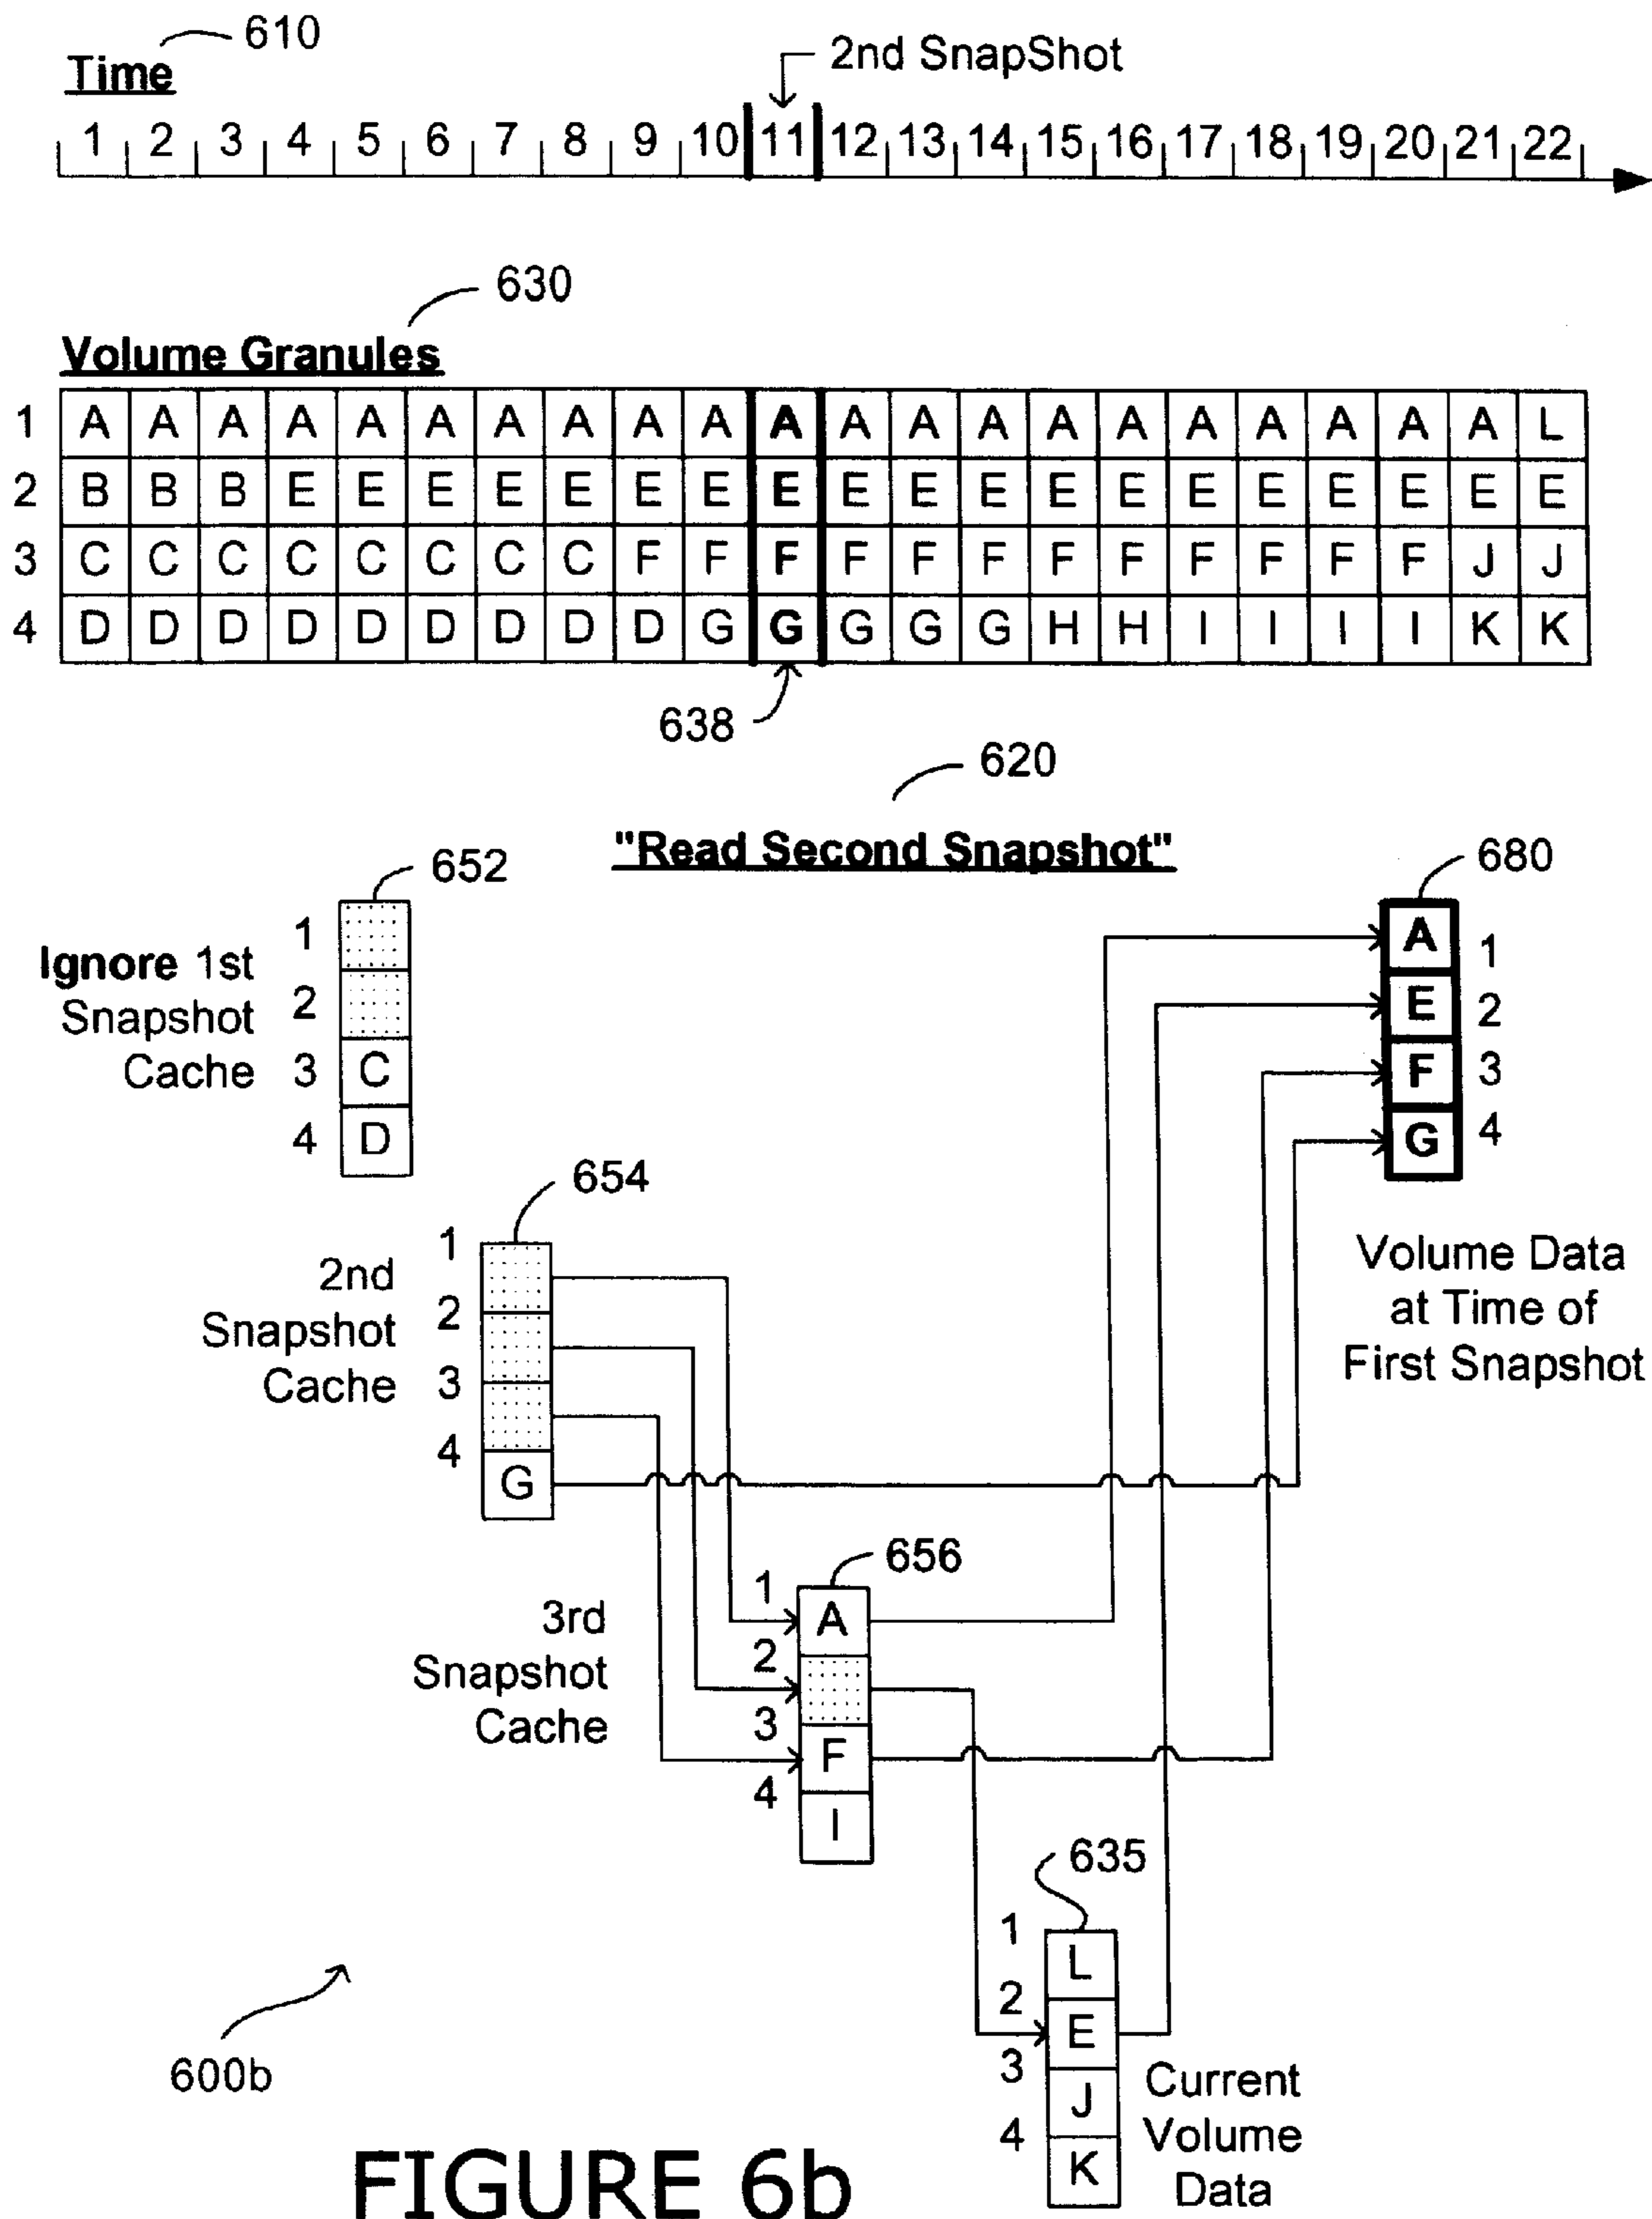 610
Time
2nd SnapShot
1 2 3 4 5 6 7 8 9 10 11 12 13 14 15 16 17 18 19 20 21 22
630
Volume Granules
1 A A A A A A A A A A A A A A A A A A A A A L
2 B B B E E E E E E E E E E E E E E E E E E E
3 C C C C C C C C F F F F F F F F F F F F J J
4 D D D D D D D D D G G G G G H H I I I I K K
638
620
"Read Second Snapshot"
652
1
Ignore 1st
2
Snapshot
Cache 3 C
4 D
680
A 1
E 2
F 3
G 4
Volume Data
at Time of
First Snapshot
654
1
2nd
2
Snapshot
3
Cache
4
G
656
1
A
3rd
2
Snapshot
3
Cache
F
4
I
635
1
L
2
E
3
J
4
K
Current
Volume
Data
600b
FIGURE 6b